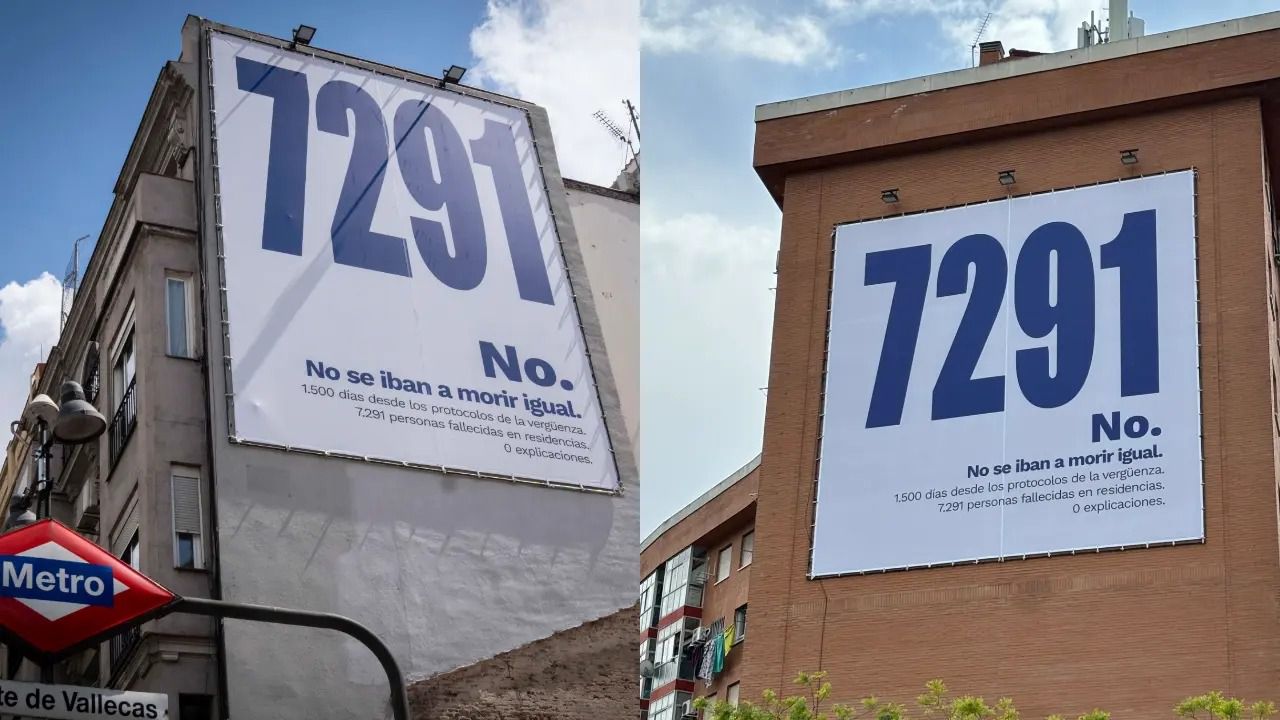 7291
No.
No se iban a morir igual.
1.500 días desde los protocolos de la vergüenza.
7.291 personas fallecidas en residencias.
0 explicaciones.
Metro
te de Vallecas
7291
No.
No se iban a morir igual.
1.500 días desde los protocolos de la vergüenza.
7.291 personas fallecidas en residencias.
0 explicaciones.